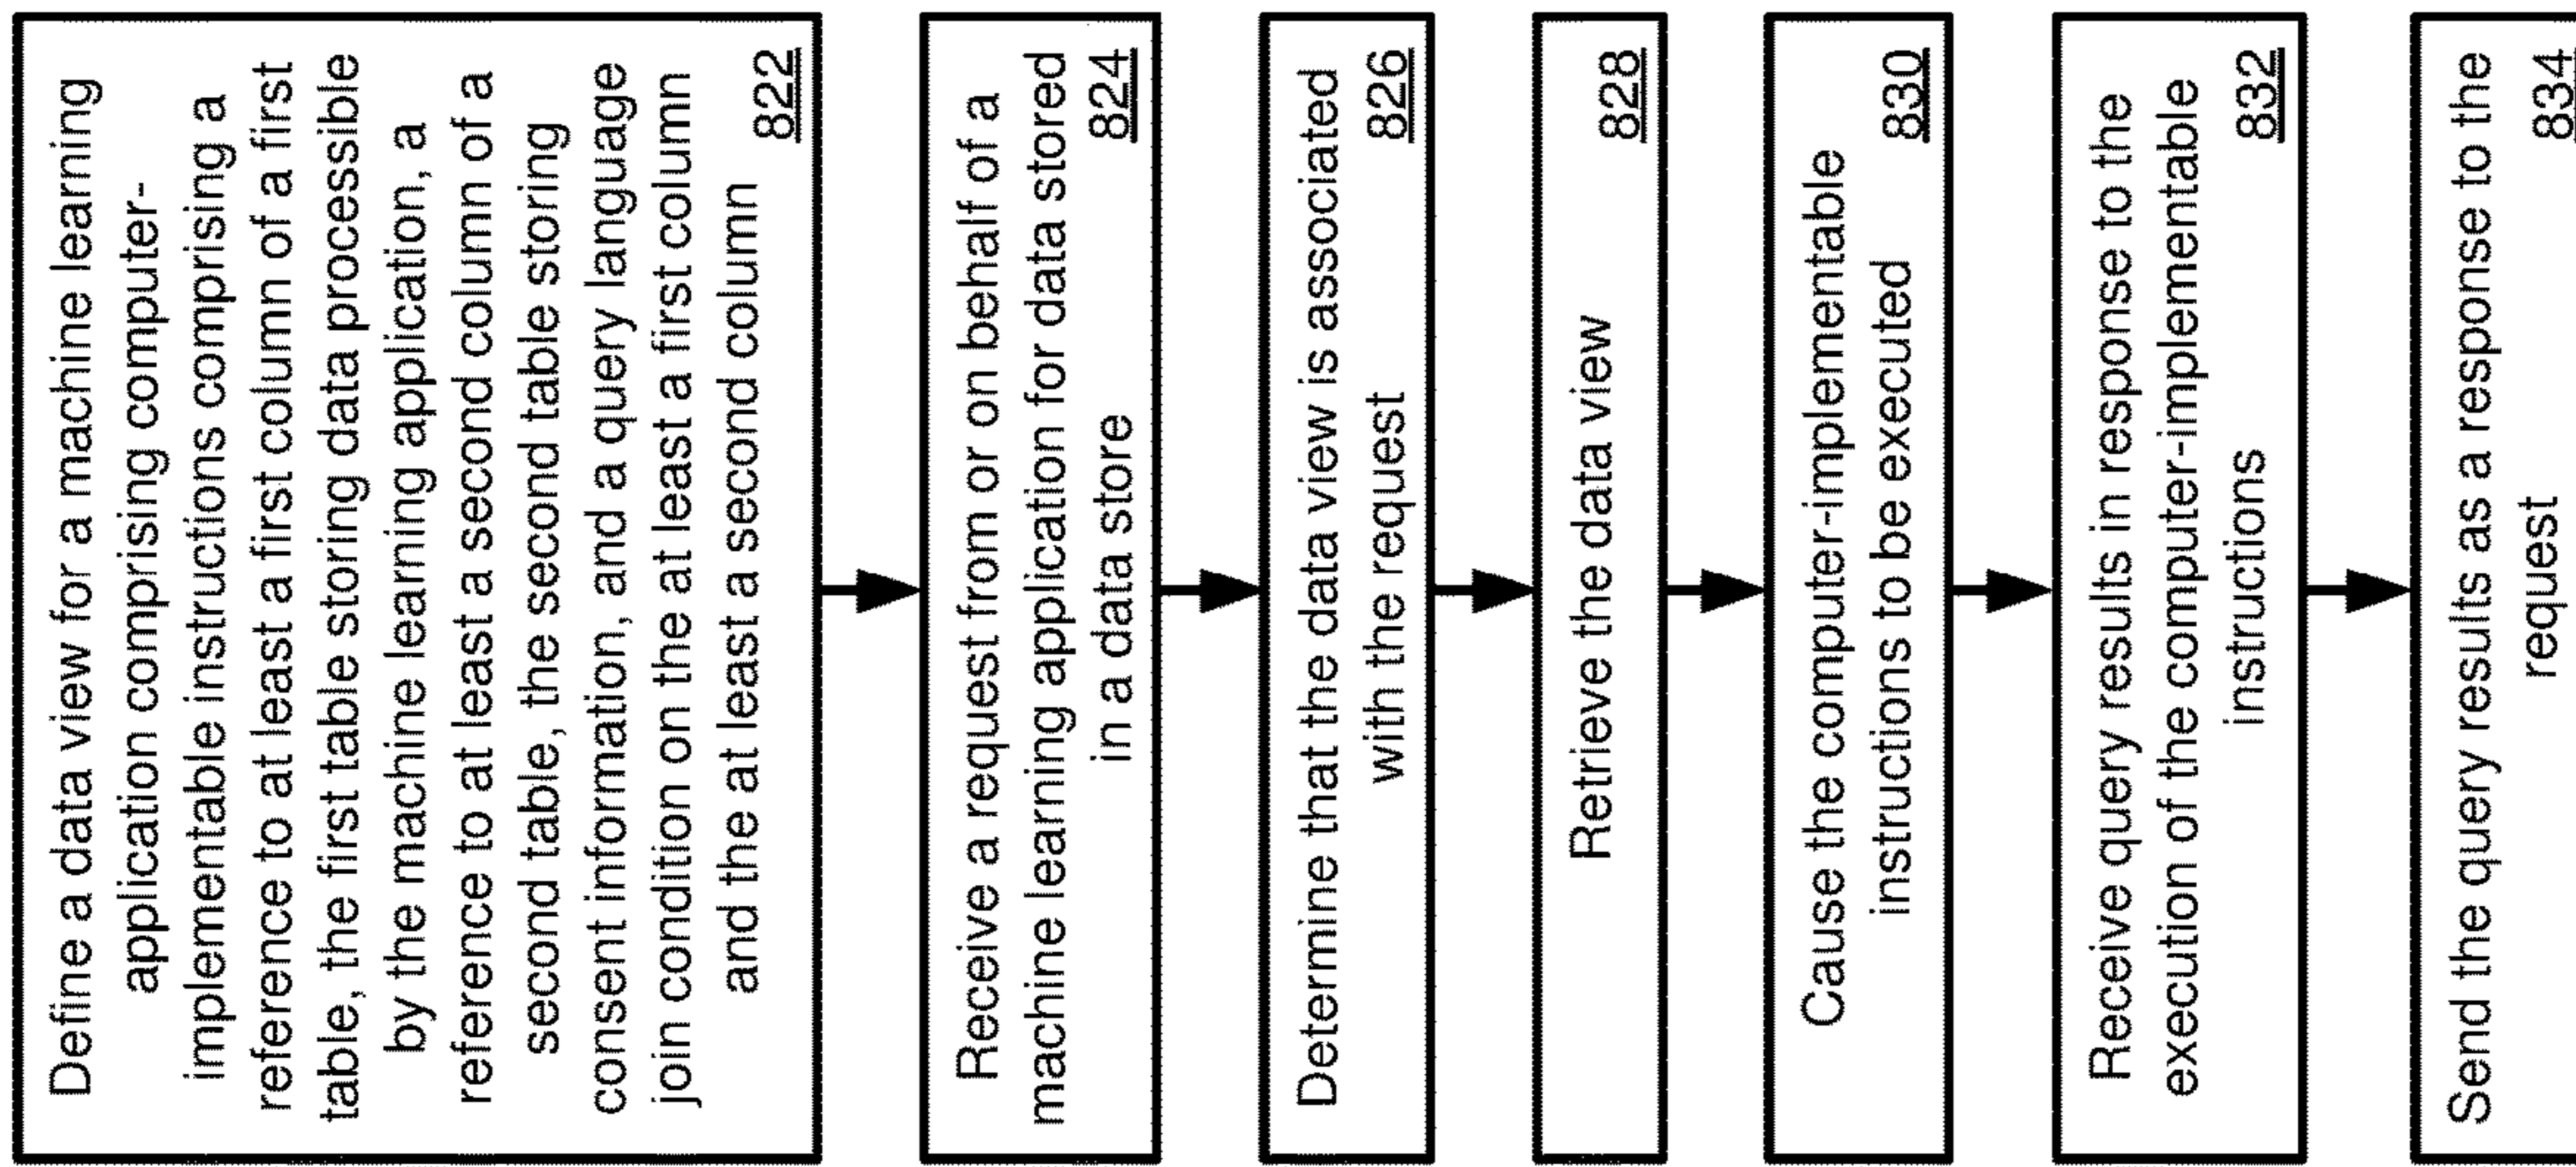 Define a data view for a machine learning
application comprising computer-
implementable instructions comprising a
reference to at least a first column of a first
table, the first table storing data processible
by the machine learning application, a
reference to at least a second column of a
second table, the second table storing
consent information, and a query language
join condition on the at least a first column
and the at least a second column
822
Receive a request from or on behalf of a
machine learning application for data stored
in a data store
824
Determine that the data view is associated
with the request
826
Retrieve the data view
828
Cause the computer-implementable
instructions to be executed
830
Receive query results in response to the
execution of the computer-implementable
instructions
832
Send the query results as a response to the
request
834